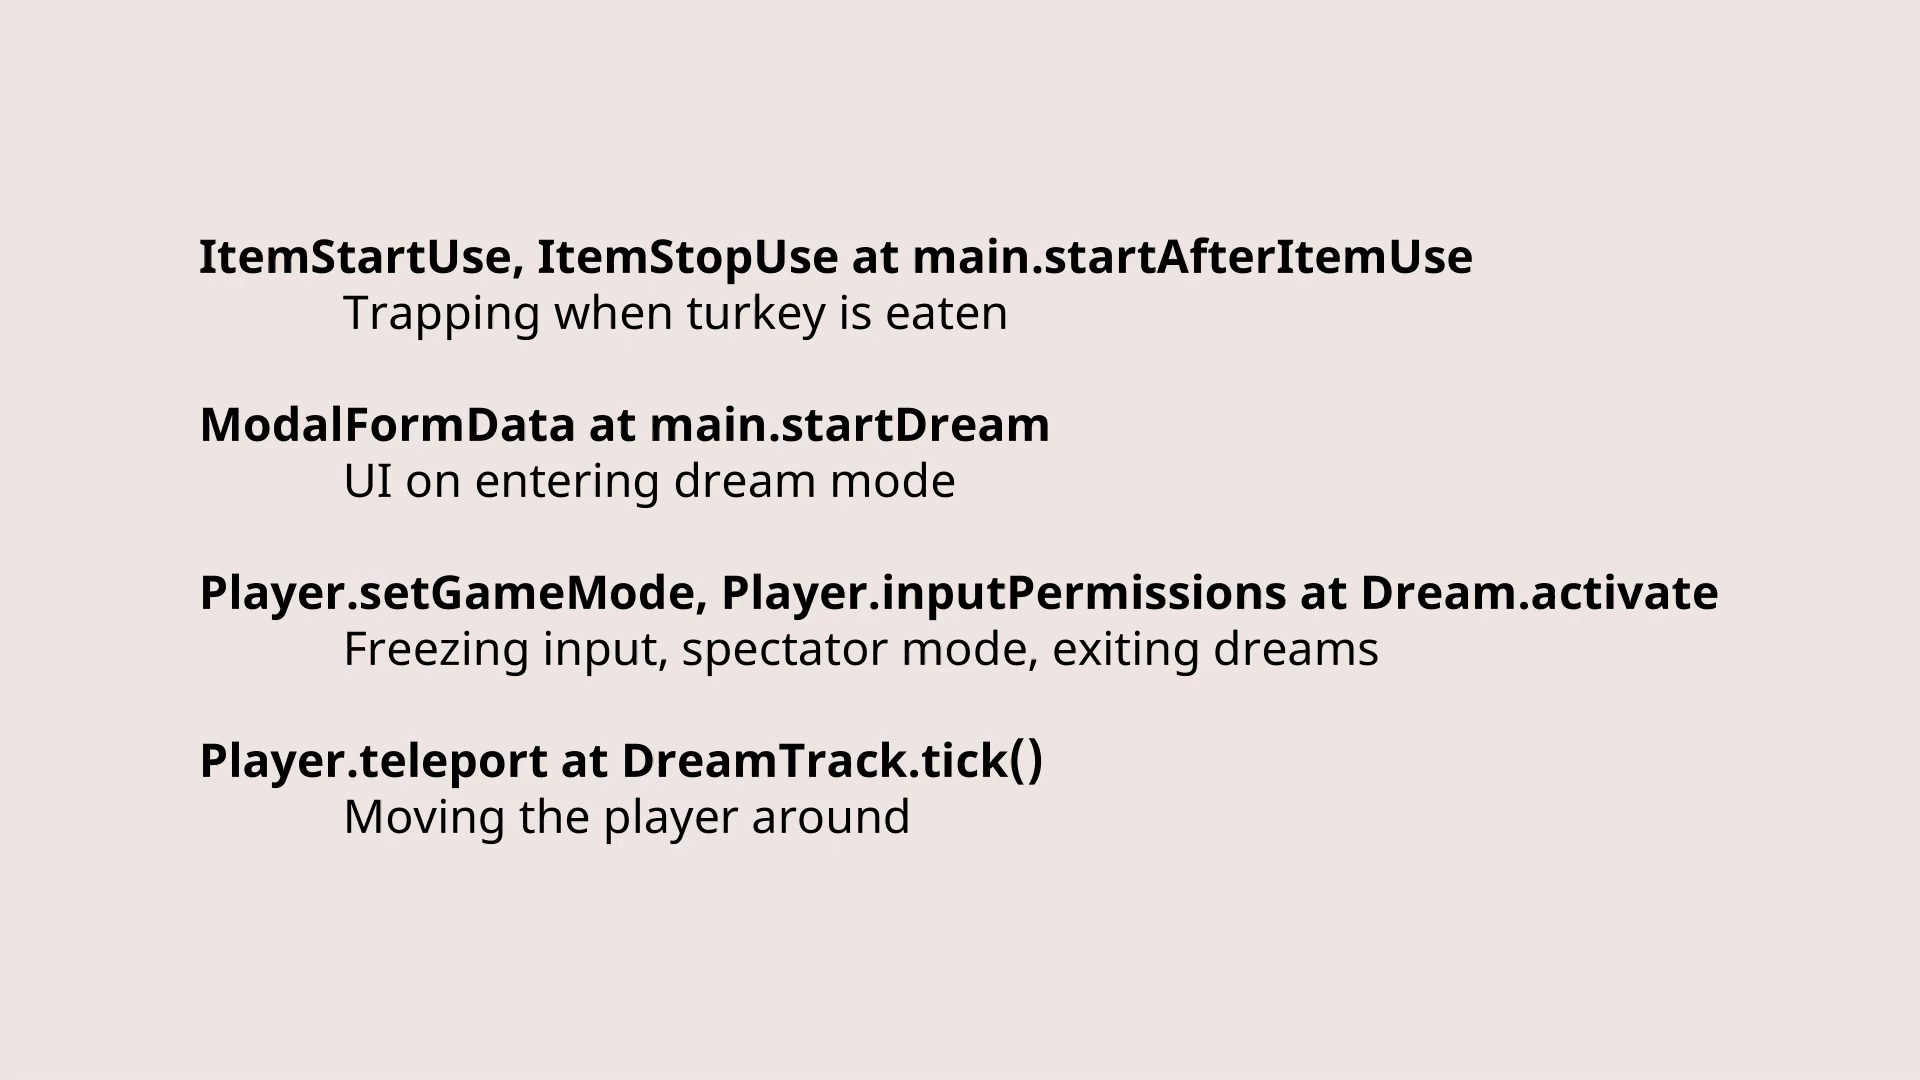 ItemStartUse, ItemStopUse at main.startAfterItemUse
Trapping when turkey is eaten
ModalFormData at main.startDream
UI on entering dream mode
Player.setGameMode, Player.inputPermissions at Dream.activate
Freezing input, spectator mode, exiting dreams
Player.teleport at DreamTrack.tick()
Moving the player around